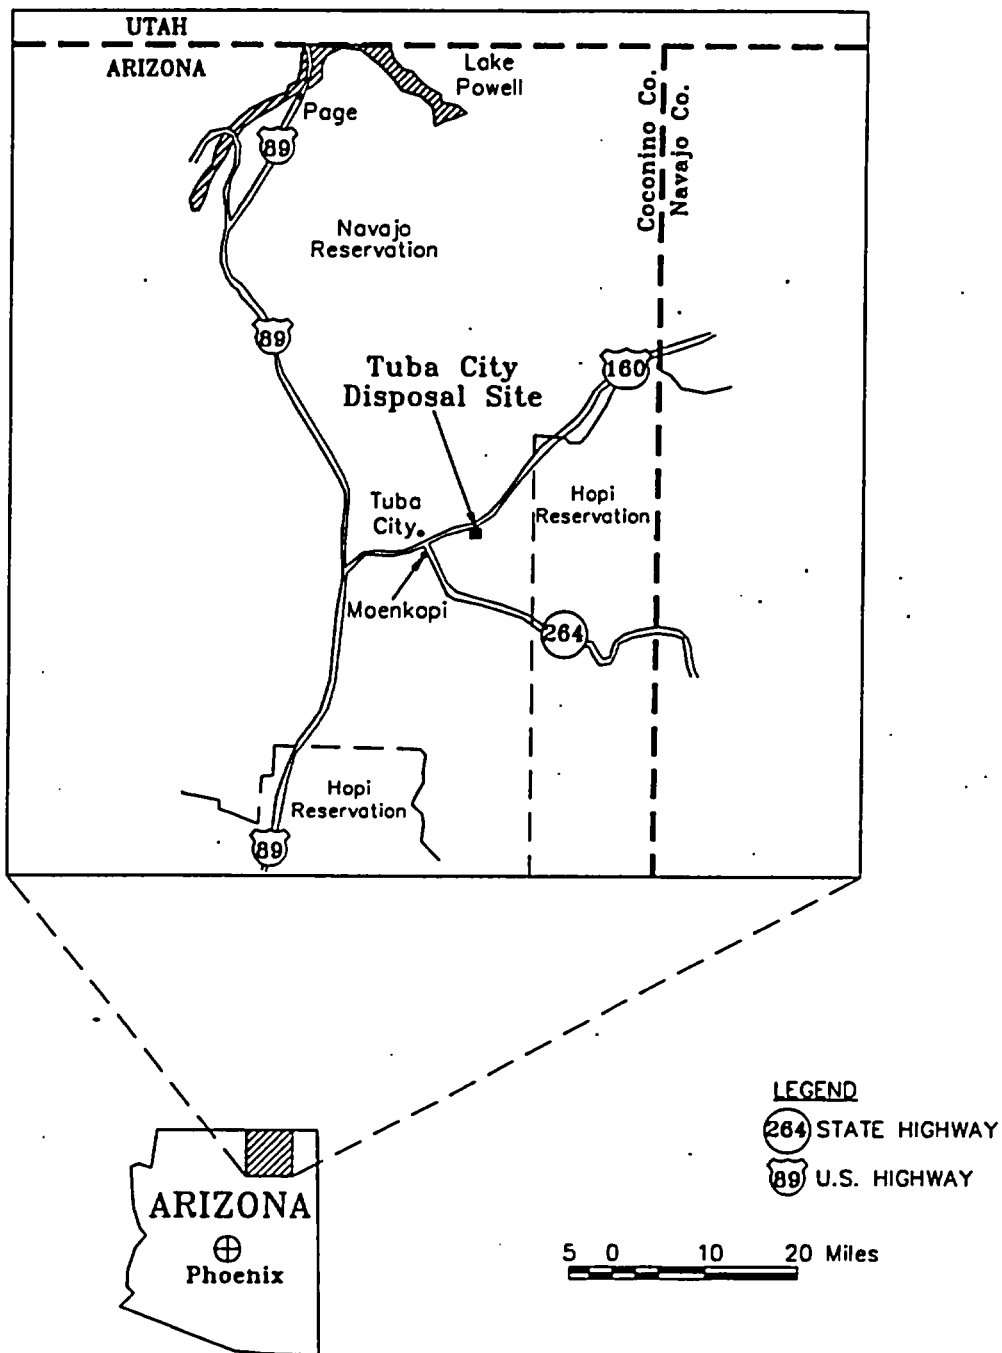 UTAH
ARIZONA
Lake
Powell
Page
89
Coconino Co.
Navajo Co.
Navajo
Reservation
89
160
Tuba City
Disposal Site
Tuba
City
Hopi
Reservation
Moenkopi
264
Hopi
Reservation
89
LEGEND
264 STATE HIGHWAY
89 U.S. HIGHWAY
ARIZONA
Phoenix
5 0 10 20 Miles